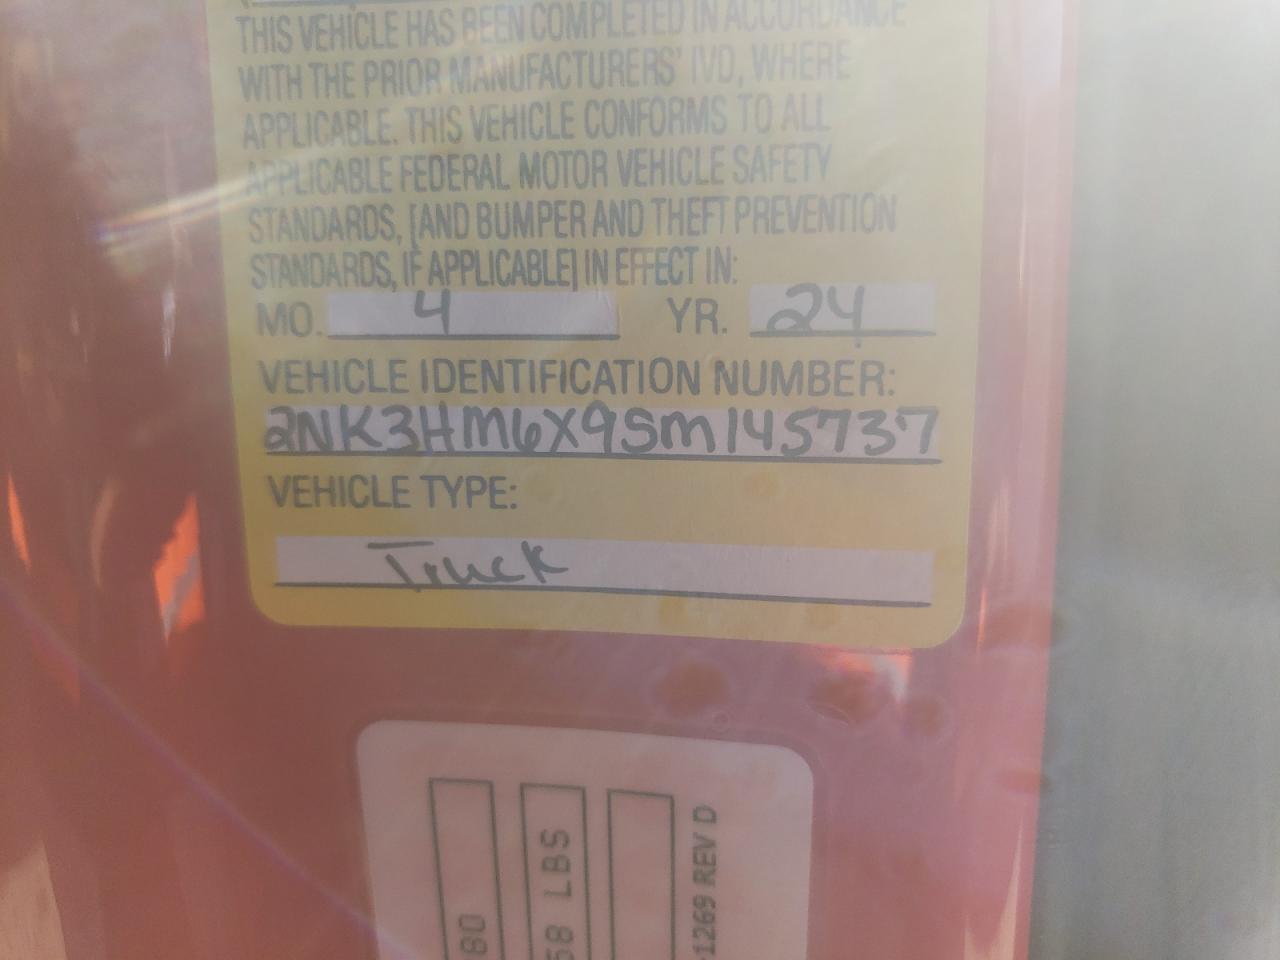 THIS VEHICLE HAS BEEN COMPLETED IN ACCORDANCE
WITH THE PRIOR MANUFACTURERS' IVD, WHERE
APPLICABLE. THIS VEHICLE CONFORMS TO ALL
APPLICABLE FEDERAL MOTOR VEHICLE SAFETY
STANDARDS, [AND BUMPER AND THEFT PREVENTION
STANDARDS, IF APPLICABLE] IN EFFECT IN:
MO. 4 YR. 24
VEHICLE IDENTIFICATION NUMBER:
2NK3HM6X9SM145737
VEHICLE TYPE:
Truck
80
68 LBS
1269 REV D